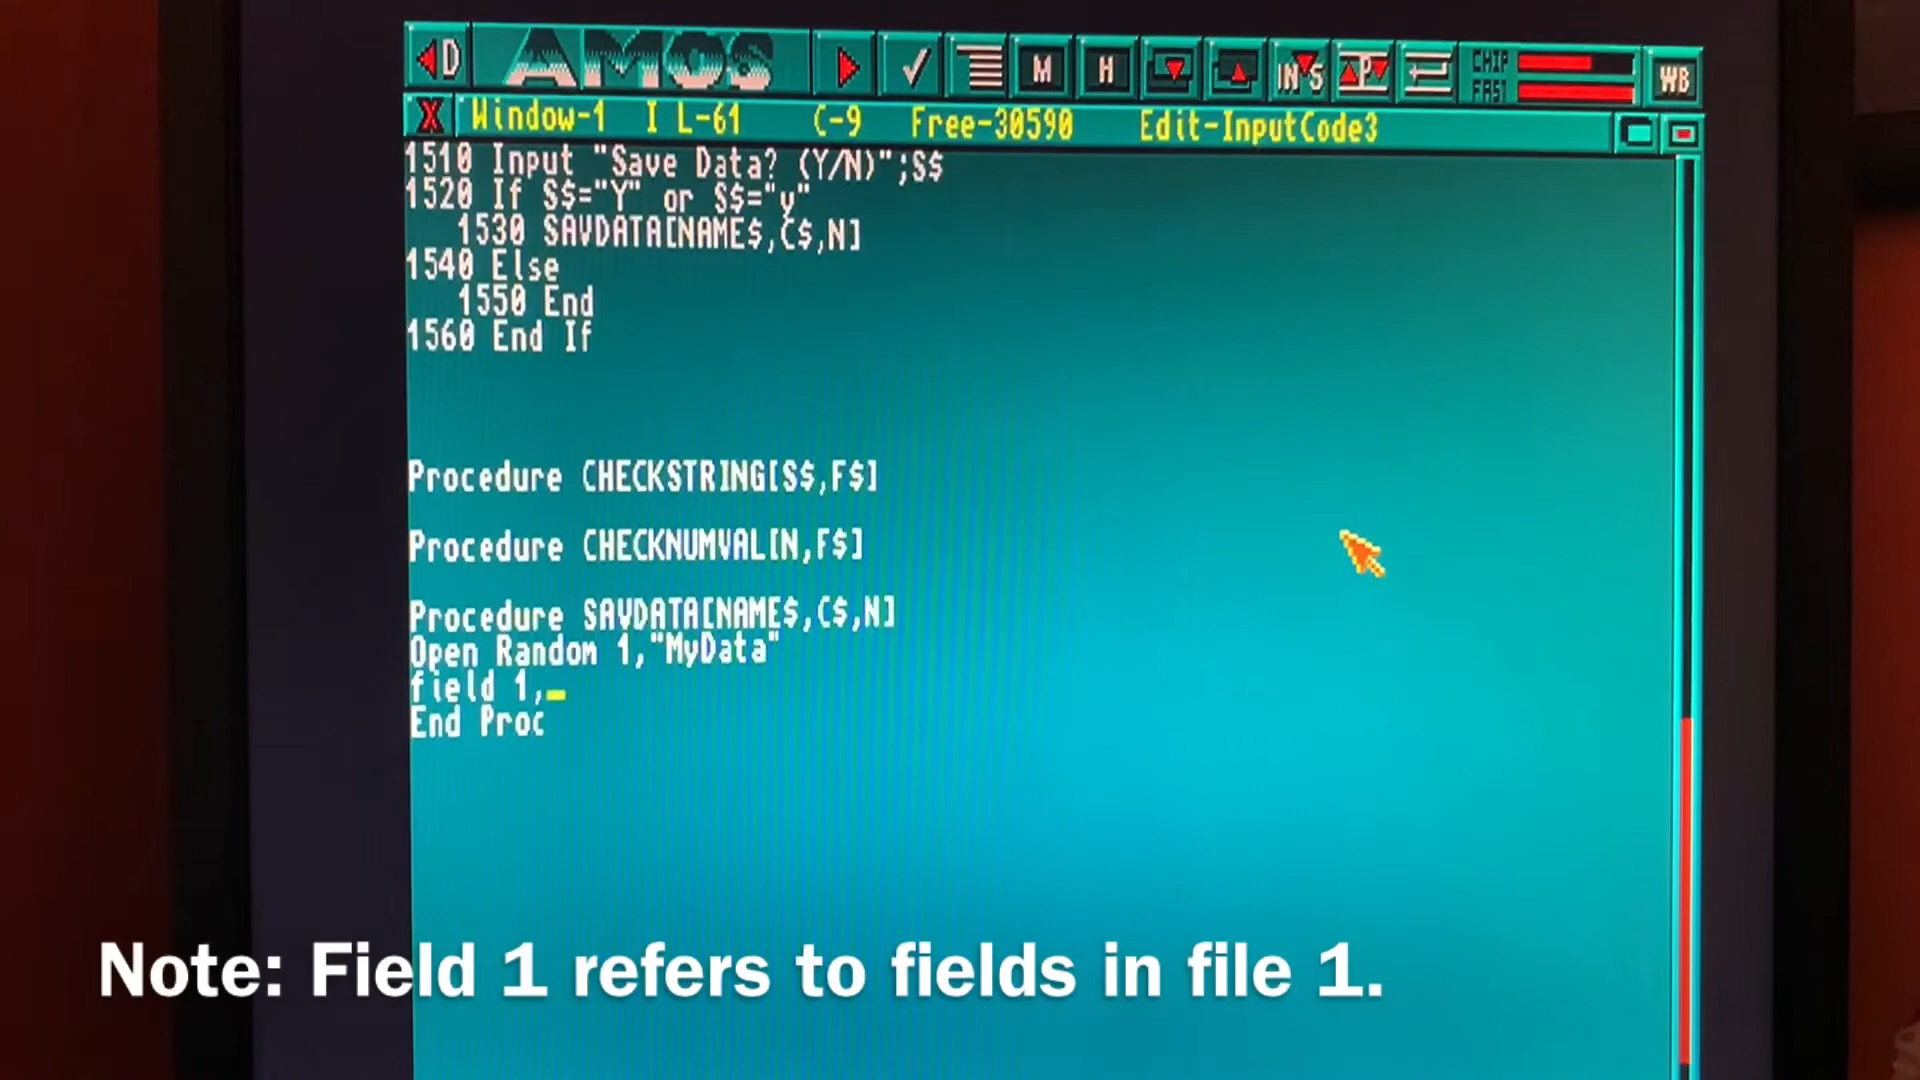 D AMOS M H IN S P CHIP FAST WB
X Window-1 I L-61 C-9 Free-30590 Edit-InputCode3
1510 Input "Save Data? (Y/N)";S$
1520 If S$="Y" or S$="y"
1530 SAVDATA[NAME$,C$,N]
1540 Else
1550 End
1560 End If
Procedure CHECKSTRING[S$,F$]
Procedure CHECKNUMVAL[N,F$]
Procedure SAVDATA[NAME$,C$,N]
Open Random 1,"MyData"
field 1,
End Proc
Note: Field 1 refers to fields in file 1.